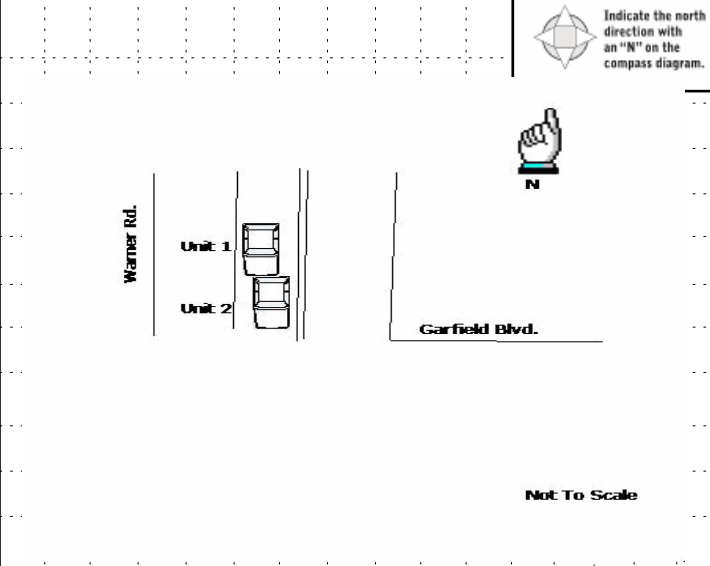 Indicate the north
direction with
an "N" on the
compass diagram.
N
Warner Rd.
Unit 1
Unit 2
Garfield Blvd.
Not To Scale